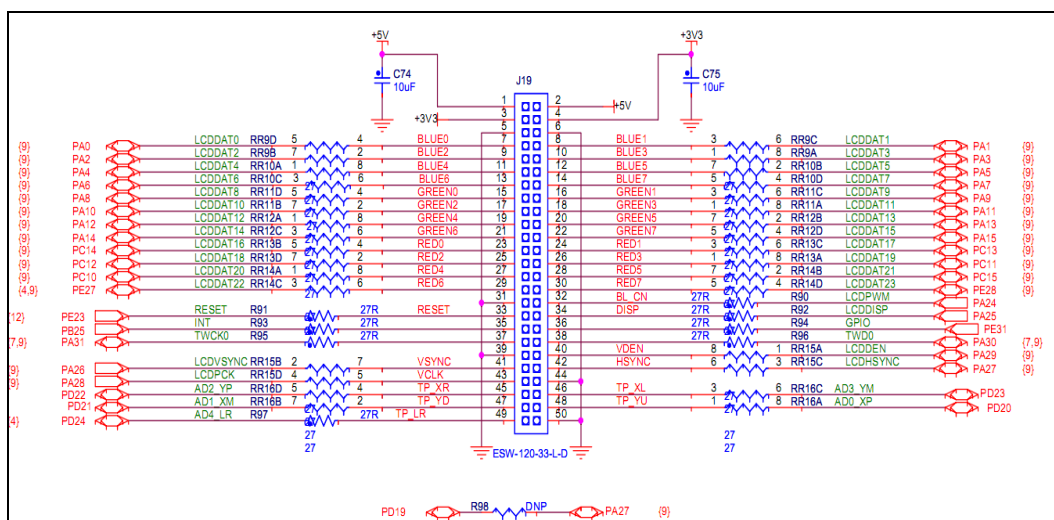 +5V +3V3
C74 10uF C75 10uF
J19
1 2 +5V
+3V3 3 4
5 6
{9} PA0 LCDDAT0 RR9D 5 4 BLUE0 7 8 BLUE1 3 6 RR9C LCDDAT1 PA1 {9}
{9} PA2 LCDDAT2 RR9B 7 2 BLUE2 9 10 BLUE3 1 8 RR9A LCDDAT3 PA3 {9}
{9} PA4 LCDDAT4 RR10A 1 8 BLUE4 11 12 BLUE5 7 2 RR10B LCDDAT5 PA5 {9}
{9} PA6 LCDDAT6 RR10C 3 6 BLUE6 13 14 BLUE7 5 4 RR10D LCDDAT7 PA7 {9}
{9} PA8 LCDDAT8 RR11D 5 27 4 GREEN0 15 16 GREEN1 3 27 6 RR11C LCDDAT9 PA9 {9}
{9} PA10 LCDDAT10 RR11B 7 2 GREEN2 17 18 GREEN3 1 8 RR11A LCDDAT11 PA11 {9}
{9} PA12 LCDDAT12 RR12A 1 27 8 GREEN4 19 20 GREEN5 7 27 2 RR12B LCDDAT13 PA13 {9}
{9} PA14 LCDDAT14 RR12C 3 6 GREEN6 21 22 GREEN7 5 4 RR12D LCDDAT15 PA15 {9}
{9} PC14 LCDDAT16 RR13B 5 27 4 RED0 23 24 RED1 3 27 6 RR13C LCDDAT17 PC13 {9}
{9} PC12 LCDDAT18 RR13D 7 2 RED2 25 26 RED3 1 8 RR13A LCDDAT19 PC11 {9}
{9} PC10 LCDDAT20 RR14A 1 27 8 RED4 27 28 RED5 7 27 2 RR14B LCDDAT21 PC15 {9}
{4,9} PE27 LCDDAT22 RR14C 3 6 RED6 29 30 RED7 5 4 RR14D LCDDAT23 PE28 {9}
27 31 32 BL_CN 27R R90 LCDPWM PA24
{12} PE23 RESET R91 27R RESET 33 34 DISP 27R R92 LCDDISP PA25
PB25 INT R93 27R 35 36 27R R94 GPIO PE31
{7,9} PA31 TWCK0 R95 27R 37 38 27R R96 TWD0 PA30 {7,9}
39 40 VDEN 8 1 RR15A LCDDEN PA29 {9}
{9} PA26 LCDVSYNC RR15B 2 7 VSYNC 41 42 HSYNC 6 3 RR15C LCDHSYNC PA27 {9}
{9} PA28 LCDPCK RR15D 4 5 VCLK 43 44
PD22 AD2_YP RR16D 5 4 TP_XR 45 46 TP_XL 3 6 RR16C AD3_YM PD23
PD21 AD1_XM RR16B 7 2 TP_YD 47 48 TP_YU 1 8 RR16A AD0_XP PD20
{4} PD24 AD4_LR R97 27R TP_LR 49 50
27 27
27 27
ESW-120-33-L-D
PD19 R98 DNP PA27 {9}